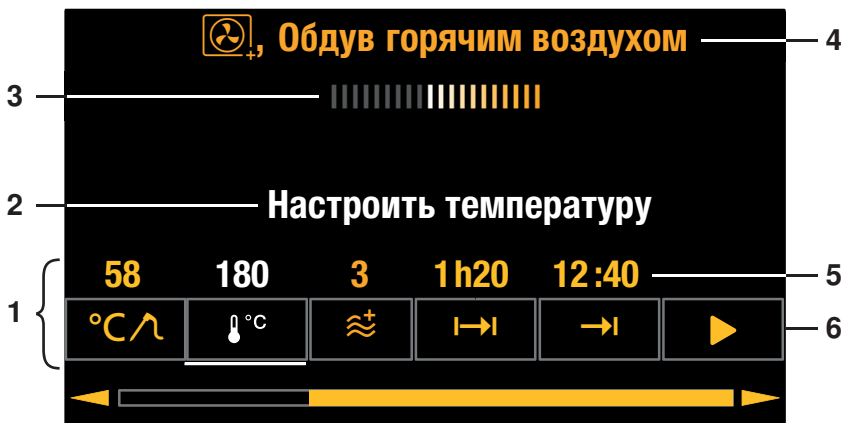 , Обдув горячим воздухом 4
3
2 Настроить температуру
58 180 3 1h20 12:40 5
1 °C °C 6